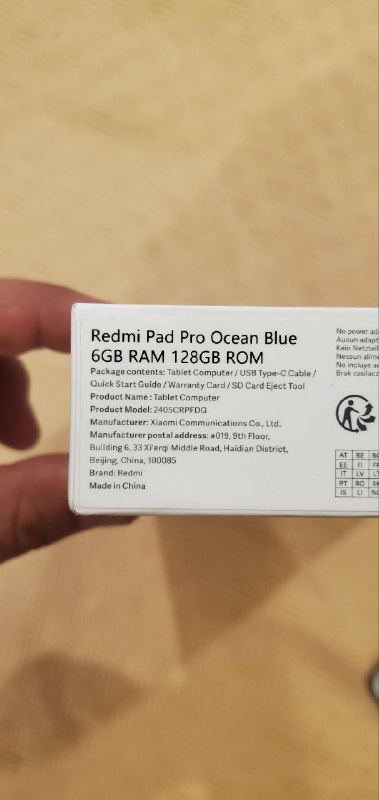 Redmi Pad Pro Ocean Blue
6GB RAM 128GB ROM
Package contents: Tablet Computer / USB Type-C Cable /
Quick Start Guide / Warranty Card / SD Card Eject Tool
Product Name: Tablet Computer
Product Model: 2405CRPFDG
Manufacturer: Xiaomi Communications Co., Ltd.
Manufacturer postal address: #019, 9th Floor,
Building 6, 33 Xi'erqi Middle Road, Haidian District,
Beijing, China, 100085
Brand: Redmi
Made in China
No power
Aucun
Kein
Nessun
No incluye
Brak
AT BE
EE FI
IT LV
PT RO
IS LI